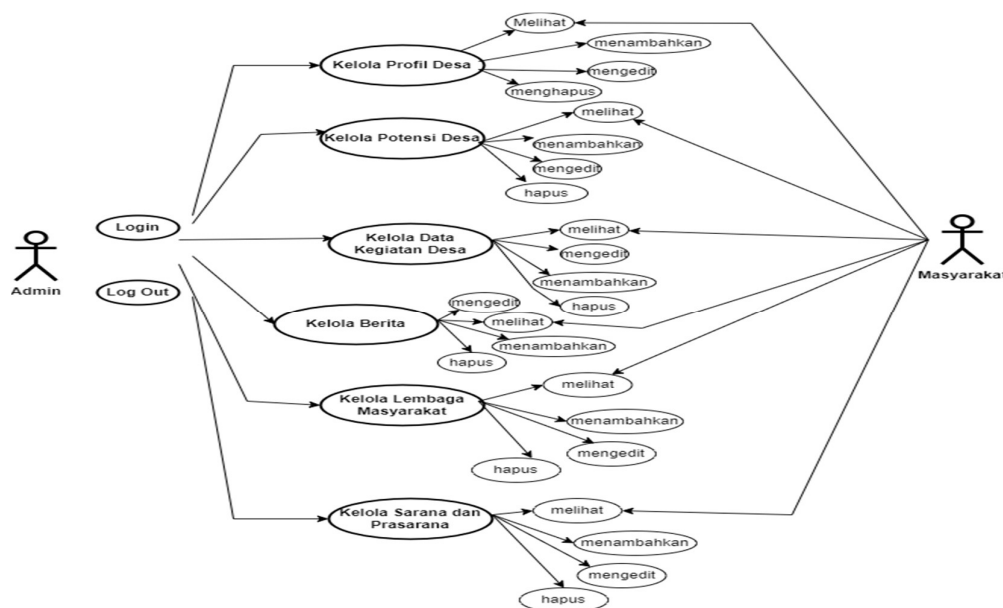 Melihat
menambahkan
Kelola Profil Desa
mengedit
menghapus
melihat
Kelola Potensi Desa
menambahkan
mengedit
hapus
Login
Admin
Log Out
Kelola Data
Kegiatan Desa
melihat
mengedit
menambahkan
hapus
Masyarakat
mengedit
Kelola Berita
melihat
menambahkan
hapus
Kelola Lembaga
Masyarakat
melihat
menambahkan
mengedit
hapus
Kelola Sarana dan
Prasarana
melihat
menambahkan
mengedit
hapus